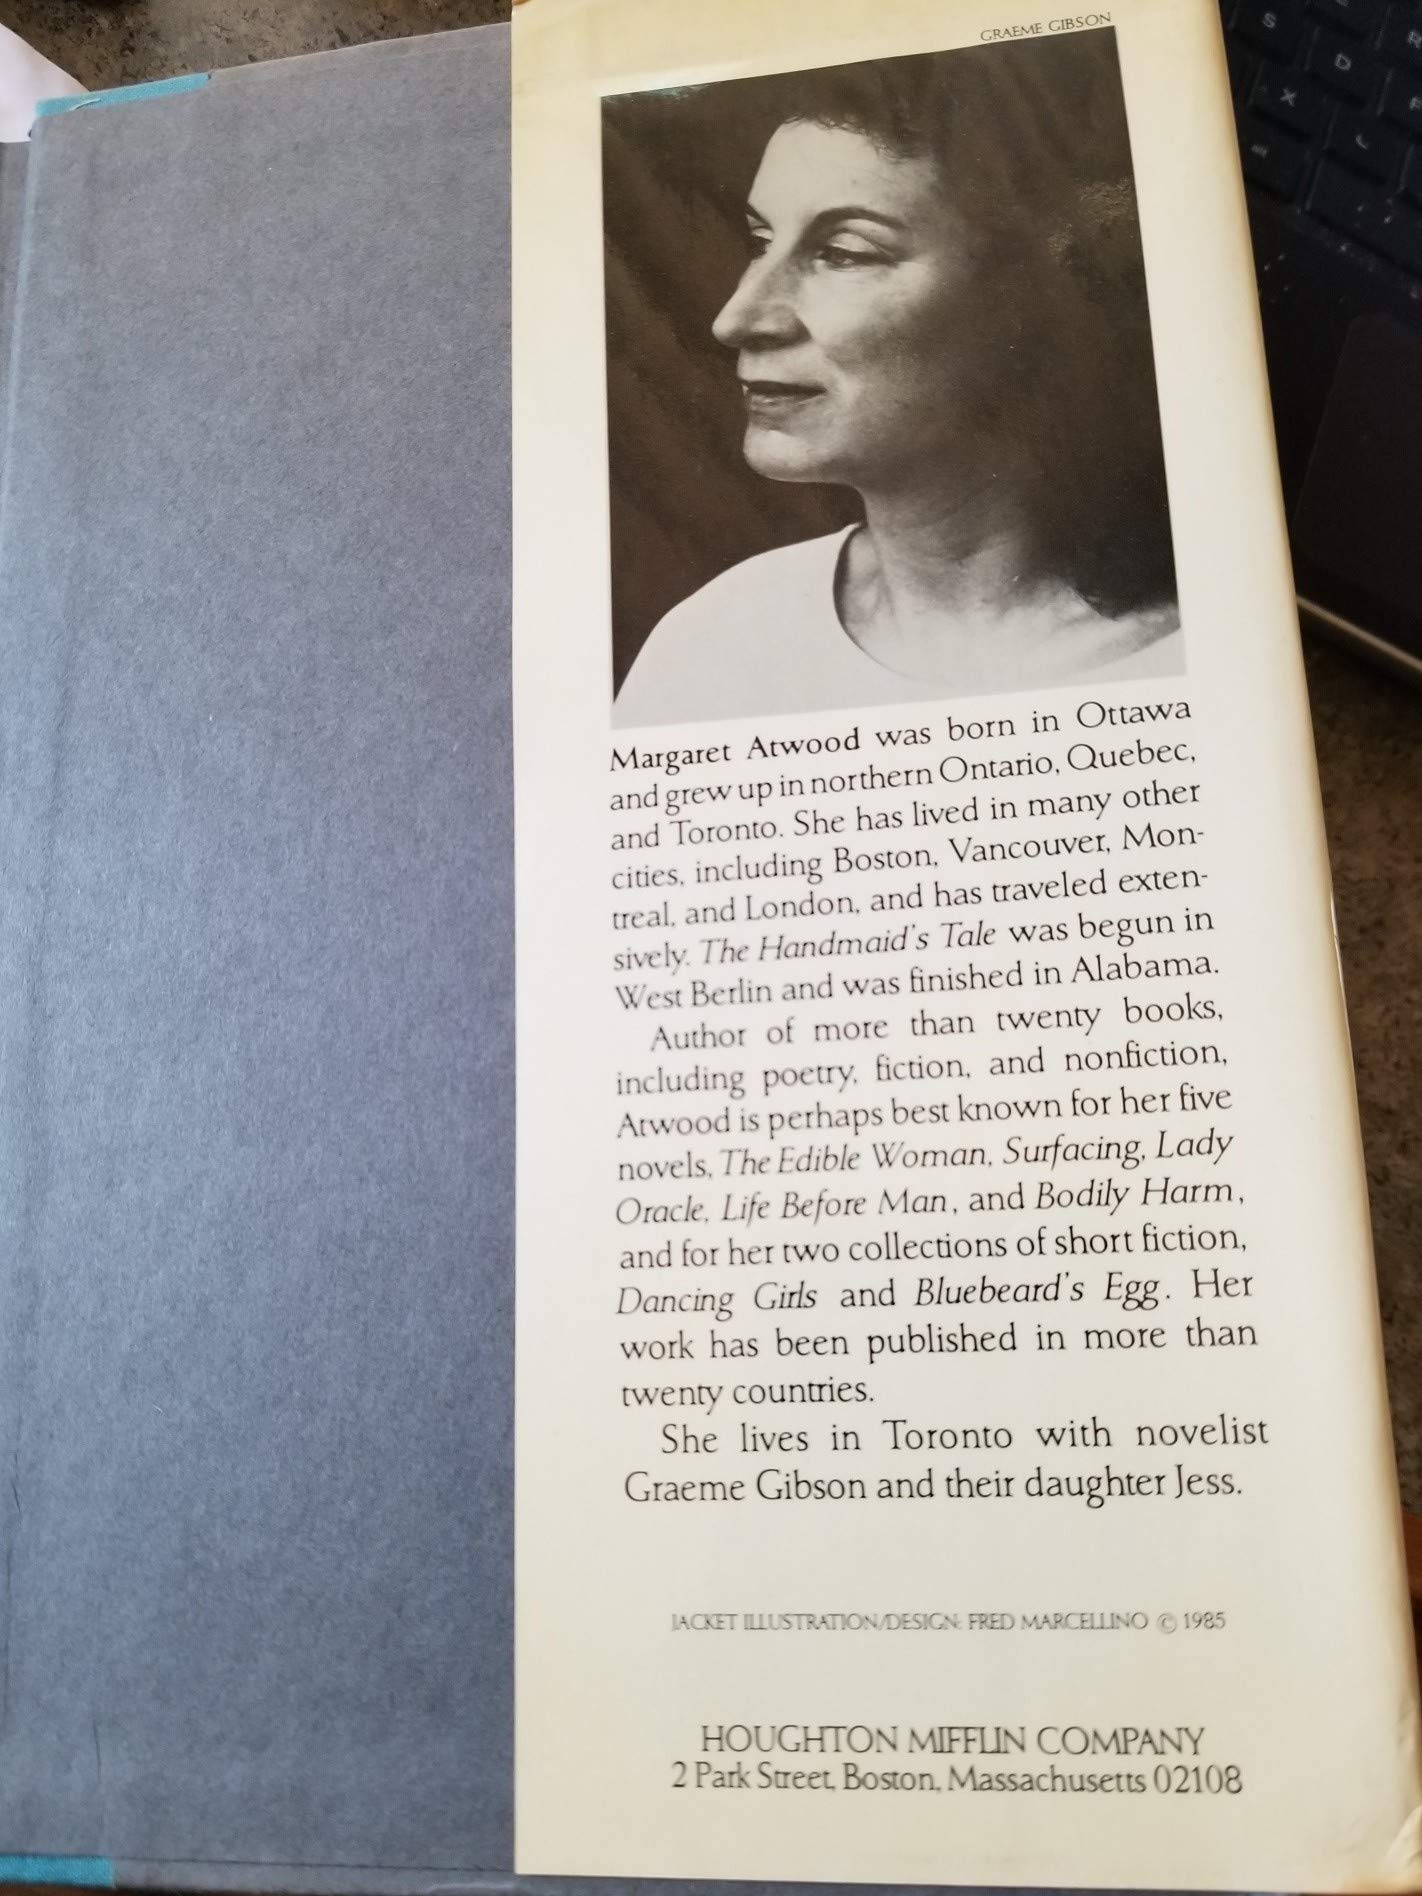 GRAEME GIBSON
Margaret Atwood was born in Ottawa
and grew up in northern Ontario, Quebec,
and Toronto. She has lived in many other
cities, including Boston, Vancouver, Mon-
treal, and London, and has traveled exten-
sively. The Handmaid's Tale was begun in
West Berlin and was finished in Alabama.
Author of more than twenty books,
including poetry, fiction, and nonfiction,
Atwood is perhaps best known for her five
novels, The Edible Woman, Surfacing, Lady
Oracle, Life Before Man, and Bodily Harm,
and for her two collections of short fiction,
Dancing Girls and Bluebeard's Egg. Her
work has been published in more than
twenty countries.
She lives in Toronto with novelist
Graeme Gibson and their daughter Jess.
JACKET ILLUSTRATION/DESIGN: FRED MARCELLINO © 1985
HOUGHTON MIFFLIN COMPANY
2 Park Street, Boston, Massachusetts 02108
S
D
X